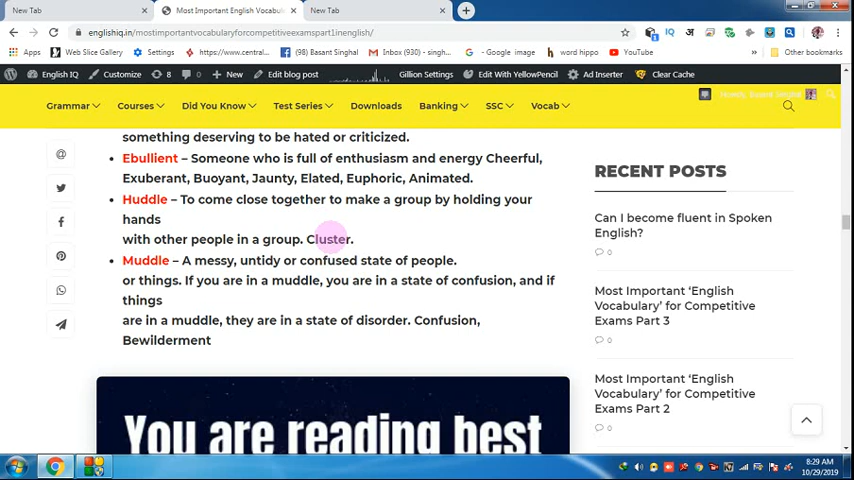 New Tab
Most Important English Vocabul
New Tab
englishiq.in/mostimportantvocabularyforcompetitiveexamspart1inenglish/
Apps
Web Slice Gallery
Settings
https://www.central...
(98) Basant Singhal
Inbox (930) - singh...
Google - image
word hippo
YouTube
Other bookmarks
English IQ
Customize
8
0
New
Edit blog post
Gillion Settings
Edit With YellowPencil
Ad Inserter
Clear Cache
Grammar
Courses
Did You Know
Test Series
Downloads
Banking
SSC
Vocab
something deserving to be hated or criticized.
Ebullient – Someone who is full of enthusiasm and energy Cheerful,
Exuberant, Buoyant, Jaunty, Elated, Euphoric, Animated.
Huddle – To come close together to make a group by holding your
hands
with other people in a group. Cluster.
Muddle – A messy, untidy or confused state of people.
or things. If you are in a muddle, you are in a state of confusion, and if
things
are in a muddle, they are in a state of disorder. Confusion,
Bewilderment
You are reading best
RECENT POSTS
Can I become fluent in Spoken
English?
0
Most Important ‘English
Vocabulary’ for Competitive
Exams Part 3
0
Most Important ‘English
Vocabulary’ for Competitive
Exams Part 2
0
8:29 AM
10/29/2019